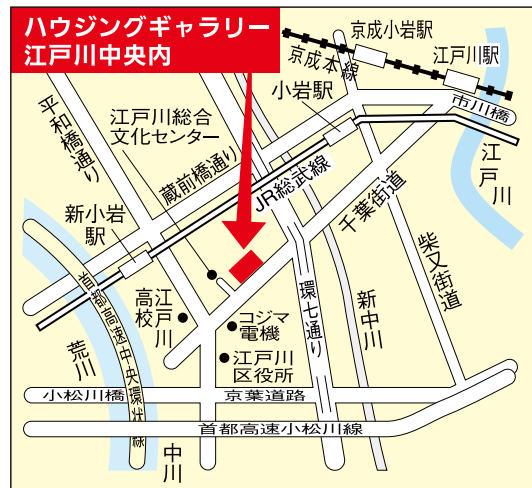 ハウジングギャラリー
江戸川中央内
京成小岩駅
江戸川駅
京成本線
小岩駅
市川橋
江戸川
平和橋通り
江戸川総合
文化センター
蔵前橋通り
JR総武線
千葉街道
新小岩
駅
柴又街道
首都高速中央環状線
荒川
江戸川
高校
コジマ
電機
江戸川
区役所
環七通り
新中川
小松川橋
京葉道路
首都高速小松川線
中川